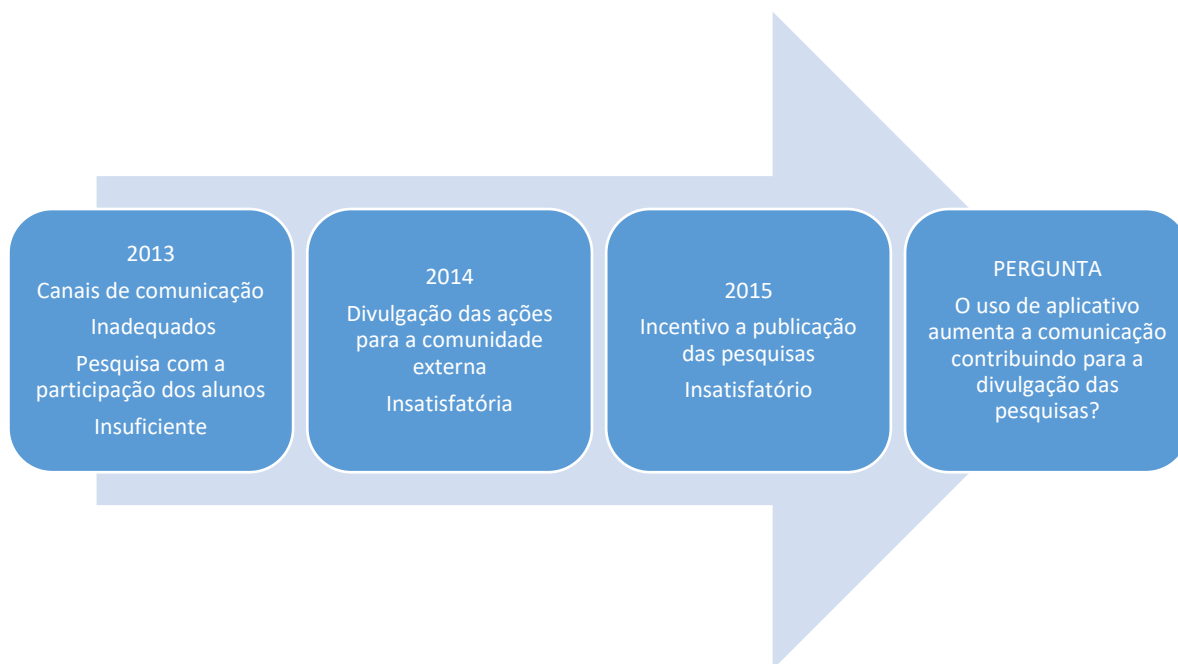 2013
Canais de comunicação
Inadequados
Pesquisa com a
participação dos alunos
Insuficiente
2014
Divulgação das ações
para a comunidade
externa
Insatisfatória
2015
Incentivo a publicação
das pesquisas
Insatisfatório
PERGUNTA
O uso de aplicativo
aumenta a comunicação
contribuindo para a
divulgação das
pesquisas?